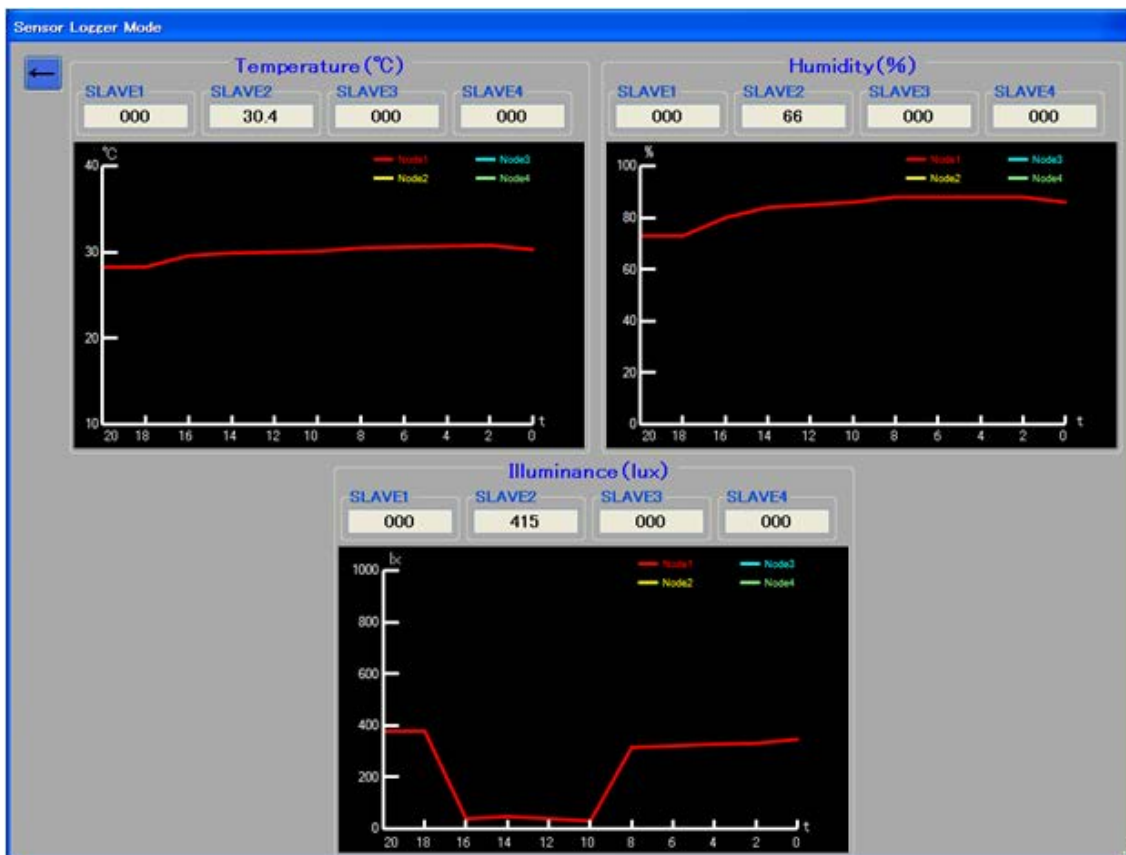 Sensor Logger Mode
←
Temperature(℃)
SLAVE1 SLAVE2 SLAVE3 SLAVE4
000 30.4 000 000
℃
Node1 Node3
Node2 Node4
40
30
20
10
20 18 16 14 12 10 8 6 4 2 0 t
Humidity(%)
SLAVE1 SLAVE2 SLAVE3 SLAVE4
000 66 000 000
%
Node1 Node3
Node2 Node4
100
80
60
40
20
0
20 18 16 14 12 10 8 6 4 2 0 t
Illuminance(lux)
SLAVE1 SLAVE2 SLAVE3 SLAVE4
000 415 000 000
lx
Node1 Node3
Node2 Node4
1000
800
600
400
200
0
20 18 16 14 12 10 8 6 4 2 0 t